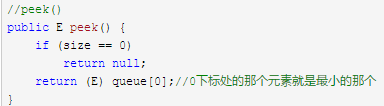 //peek()
public E peek() {
    if (size == 0)
        return null;
    return (E) queue[0];//0下标处的那个元素就是最小的那个
}